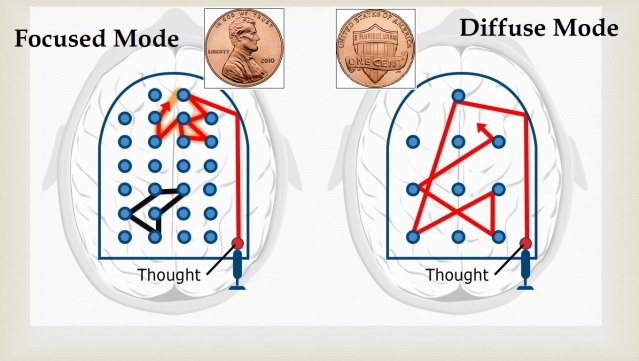 Focused Mode
IN GOD WE TRUST
LIBERTY
2010
UNITED STATES OF AMERICA
E PLURIBUS UNUM
ONE CENT
Diffuse Mode
Thought
Thought